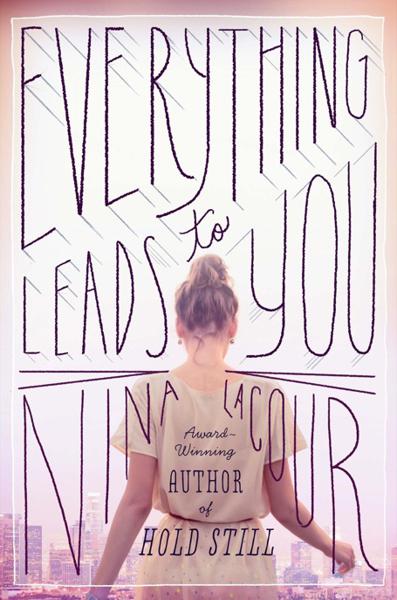 EVERYTHING
LEADS to YOU
NINA LACOUR
Award-
Winning
AUTHOR
of
HOLD STILL